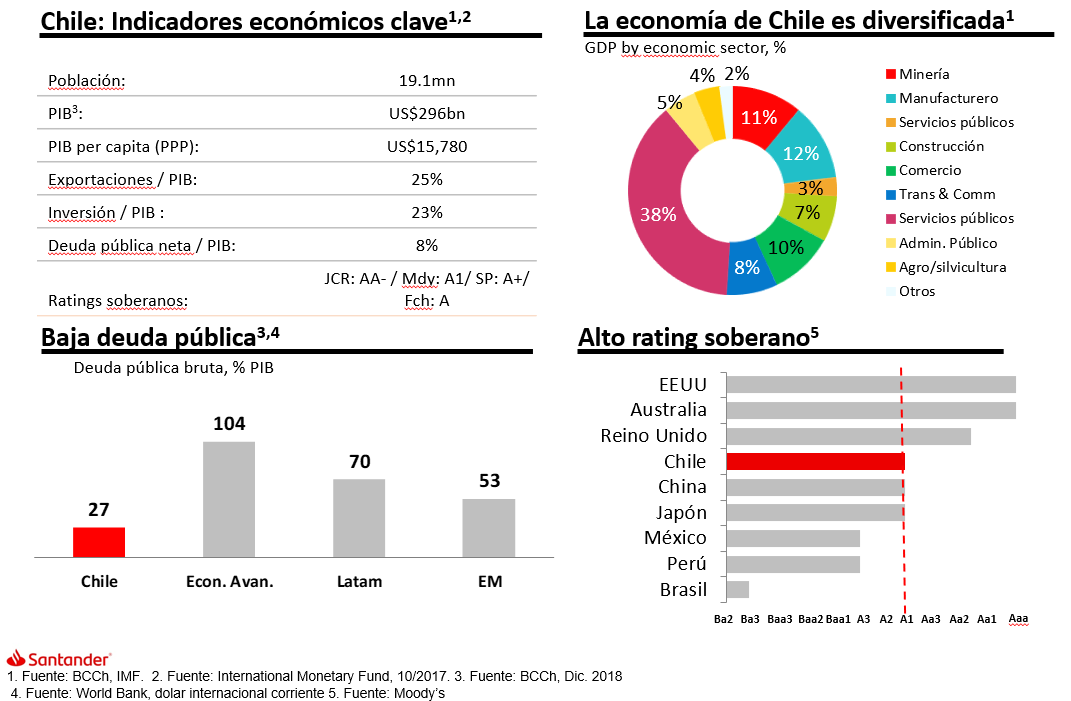 Chile: Indicadores económicos clave1,2
Población: 19.1mn
PIB3: US$296bn
PIB per capita (PPP): US$15,780
Exportaciones / PIB: 25%
Inversión / PIB : 23%
Deuda pública neta / PIB: 8%
JCR: AA- / Mdy: A1/ SP: A+/
Ratings soberanos: Fch: A
La economía de Chile es diversificada1
GDP by economic sector, %
2%
4%
5%
11%
12%
3%
7%
10%
8%
38%
Minería
Manufacturero
Servicios públicos
Construcción
Comercio
Trans & Comm
Servicios públicos
Admin. Público
Agro/silvicultura
Otros
Baja deuda pública3,4
Deuda pública bruta, % PIB
27
104
70
53
Chile Econ. Avan. Latam EM
Alto rating soberano5
EEUU
Australia
Reino Unido
Chile
China
Japón
México
Perú
Brasil
Ba2 Ba3 Baa3 Baa2 Baa1 A3 A2 A1 Aa3 Aa2 Aa1 Aaa
Santander
1. Fuente: BCCh, IMF. 2. Fuente: International Monetary Fund, 10/2017. 3. Fuente: BCCh, Dic. 2018
4. Fuente: World Bank, dolar internacional corriente 5. Fuente: Moody's